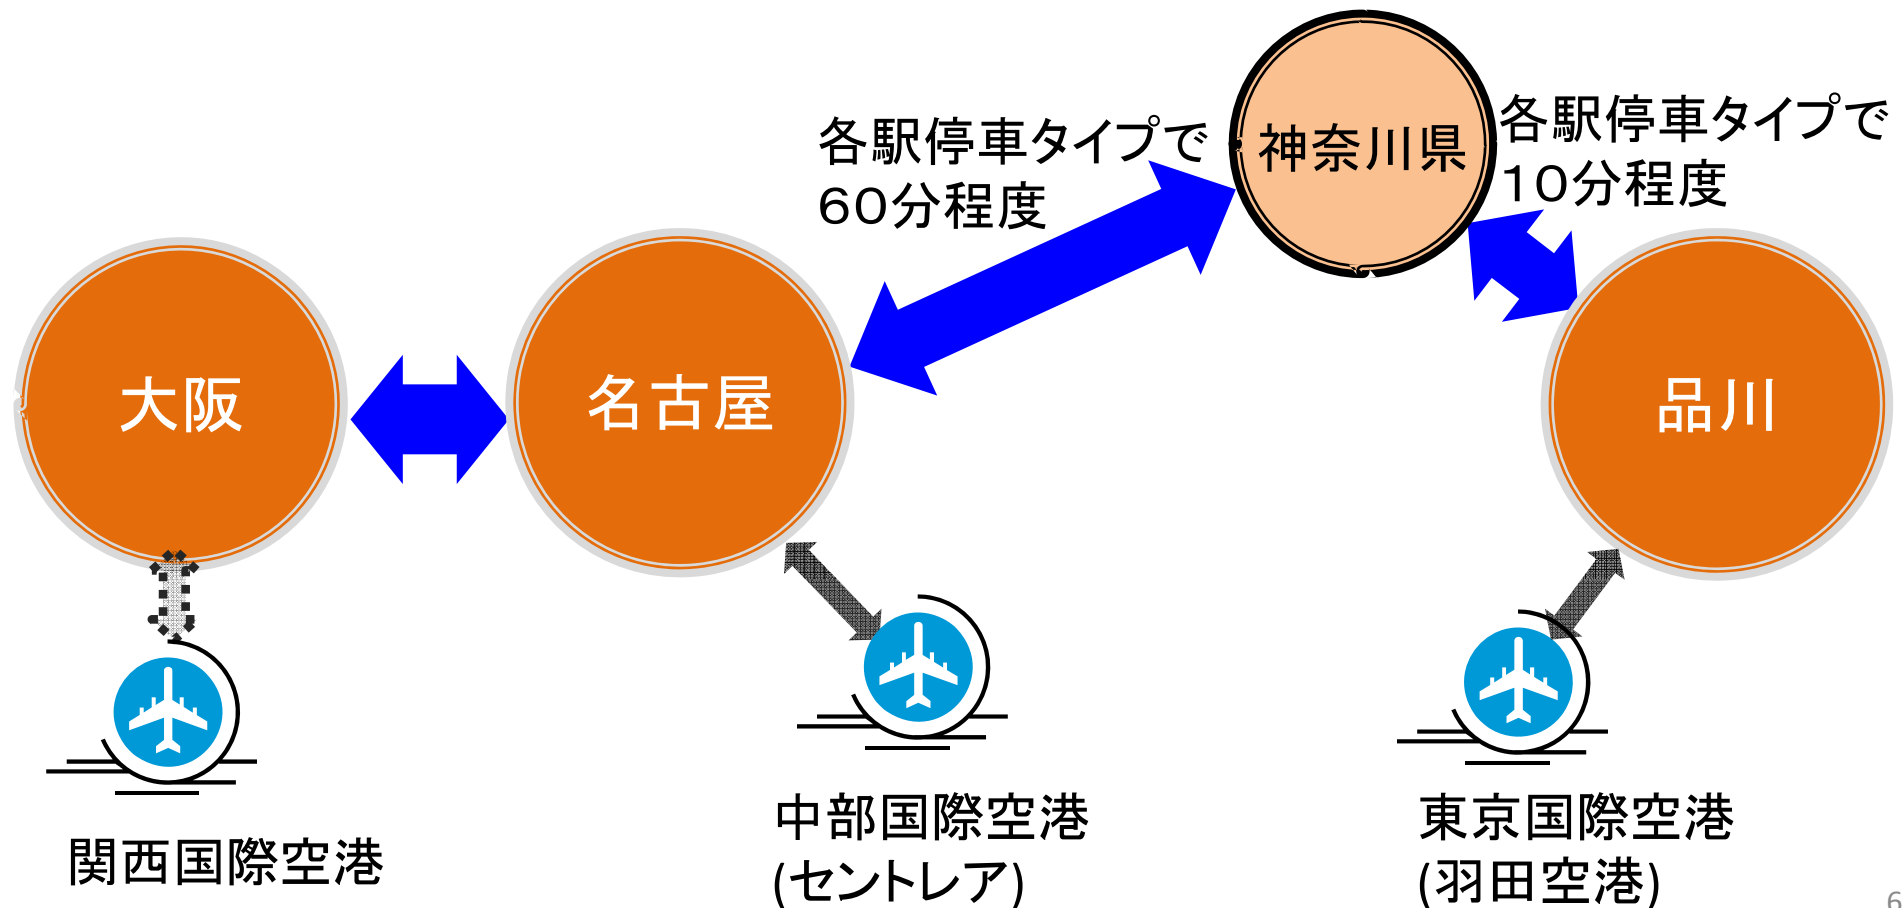 各駅停車タイプで
60分程度
神奈川県
各駅停車タイプで
10分程度
大阪
名古屋
品川
関西国際空港
中部国際空港
(セントレア)
東京国際空港
(羽田空港)
6